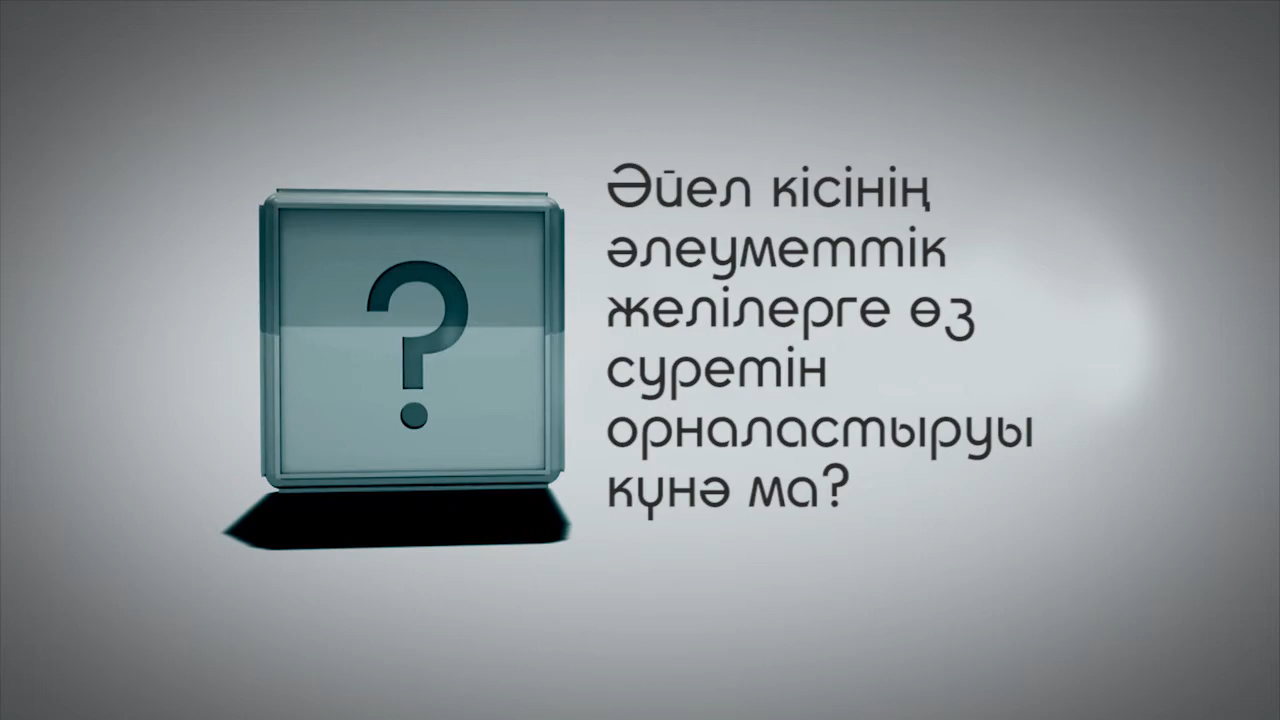 Әйел кісінің
әлеуметтік
желілерге өз
суретін
орналастыруы
күнә ма?